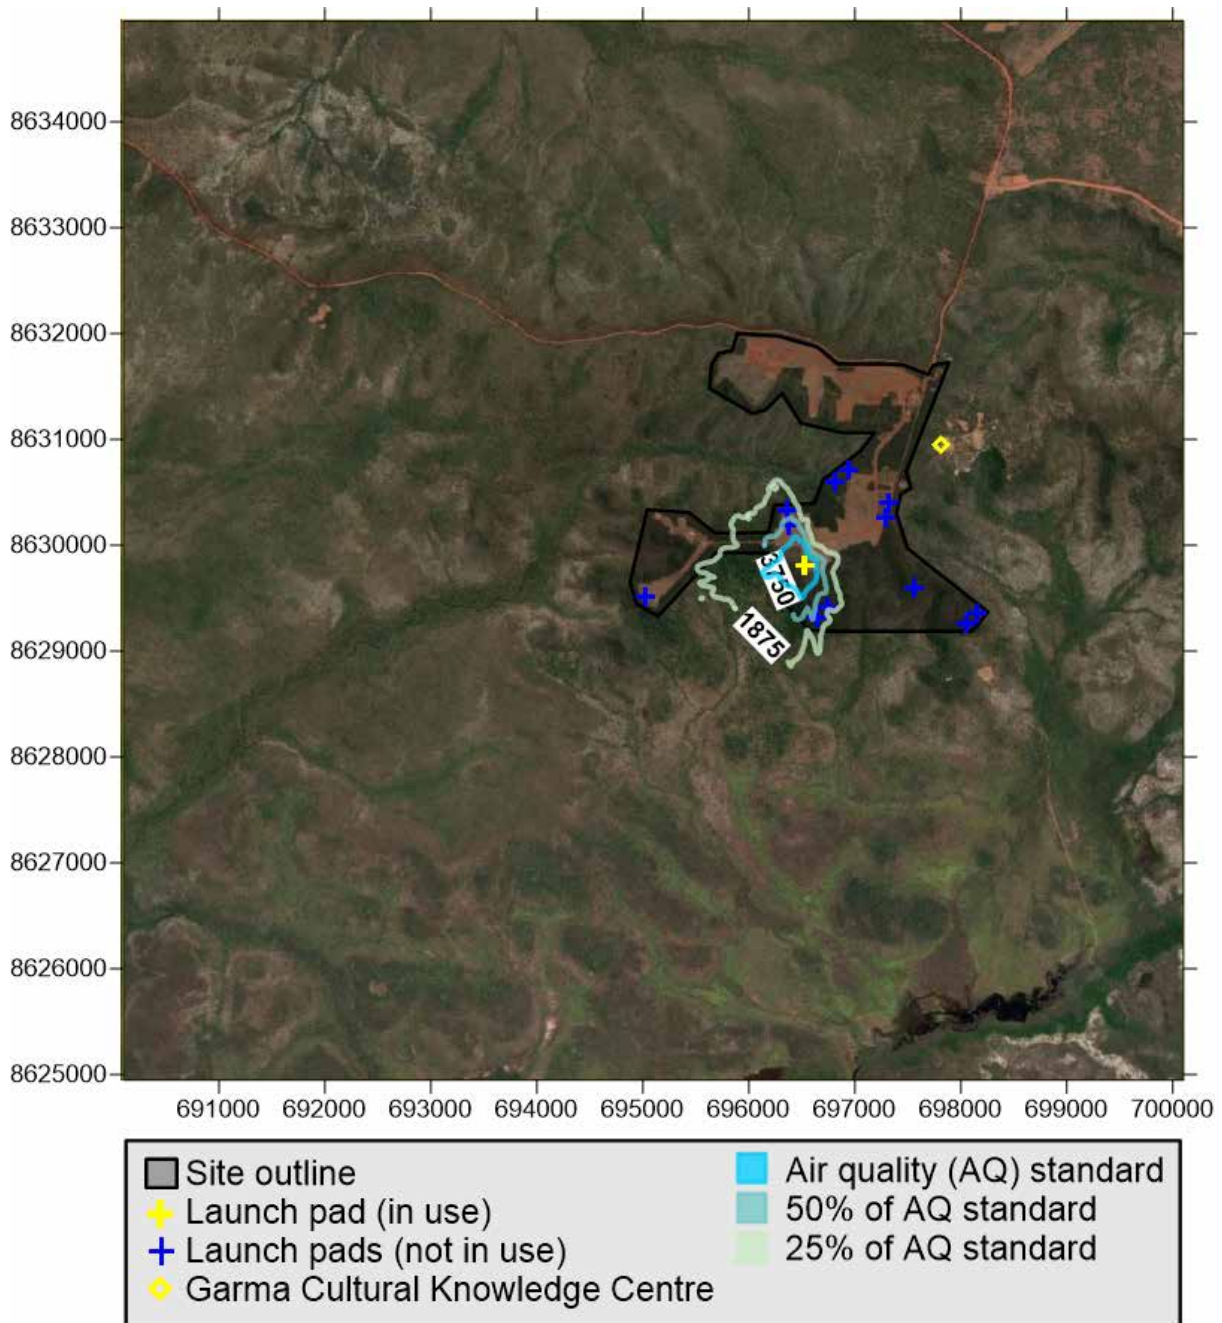 8634000
8633000
8632000
8631000
8630000
3750
8629000
1875
8628000
8627000
8626000
8625000
691000 692000 693000 694000 695000 696000 697000 698000 699000 700000
Site outline
Launch pad (in use)
Launch pads (not in use)
Garma Cultural Knowledge Centre
Air quality (AQ) standard
50% of AQ standard
25% of AQ standard